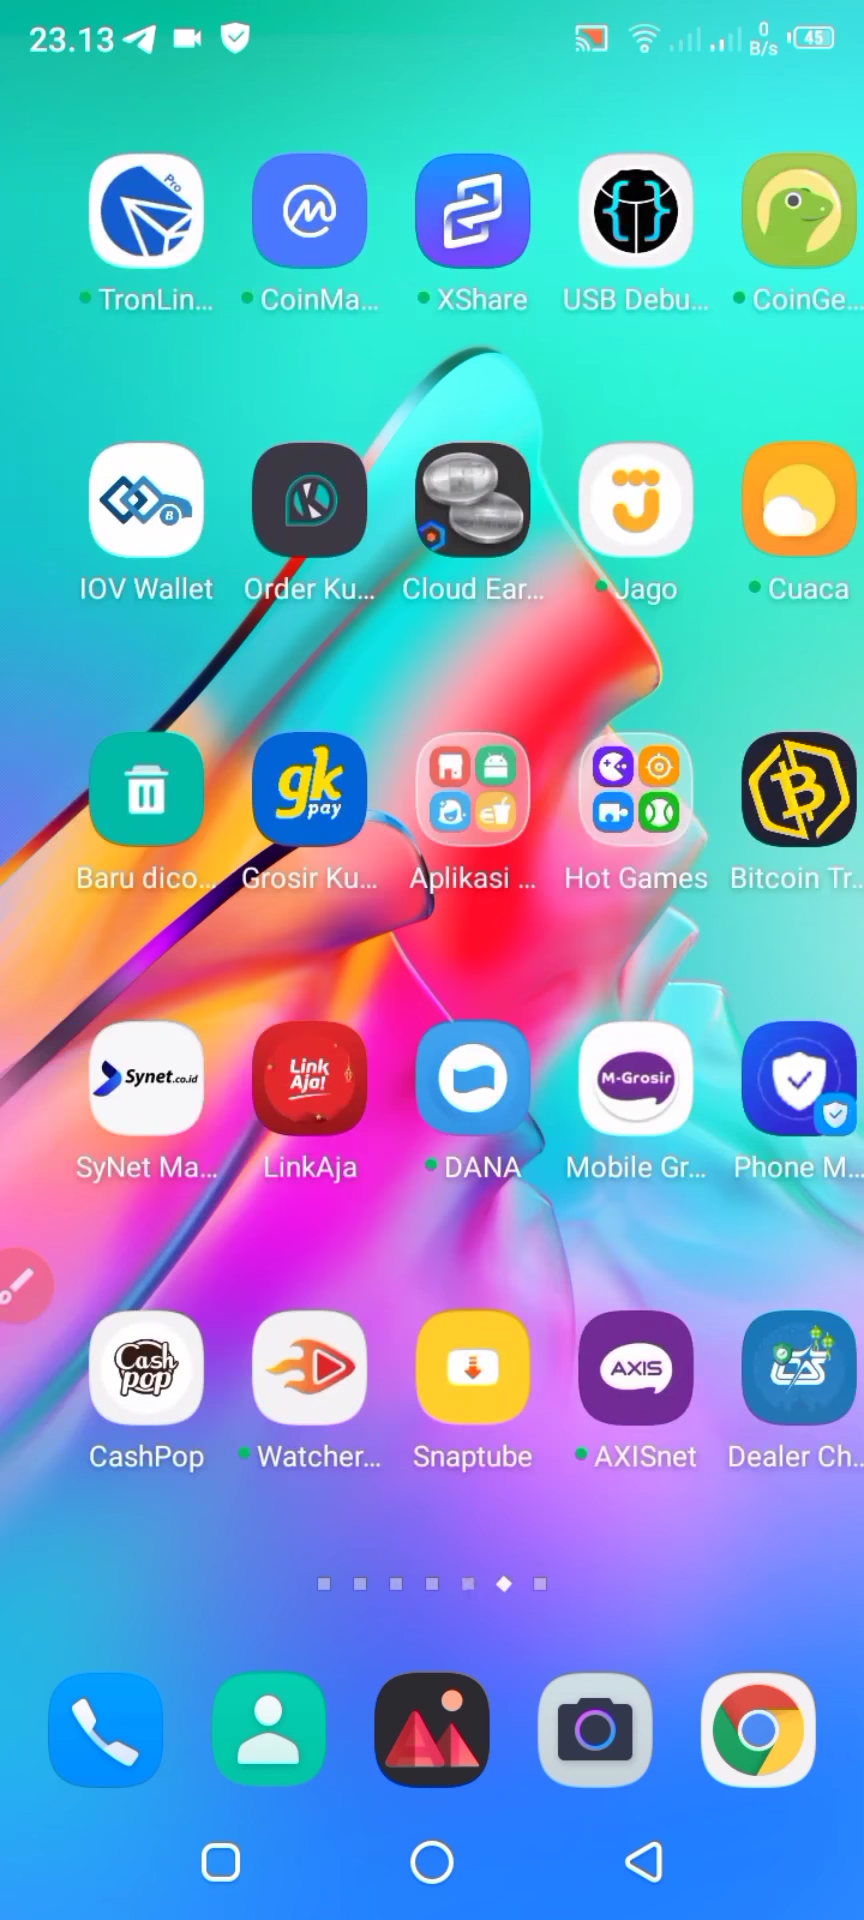 23.13
0
B/s
45
Pro
TronLin...
CoinMa...
XShare
USB Debu...
CoinGe...
B
IOV Wallet
Order Ku...
Cloud Ear...
Jago
Cuaca
gk
pay
Baru dico...
Grosir Ku...
Aplikasi ...
Hot Games
Bitcoin Tr...
Synet.co.id
Link
Aja!
M-Grosir
SyNet Ma...
LinkAja
DANA
Mobile Gr...
Phone M...
Cash
pop
AXIS
CashPop
Watcher...
Snaptube
AXISnet
Dealer Ch...
AI